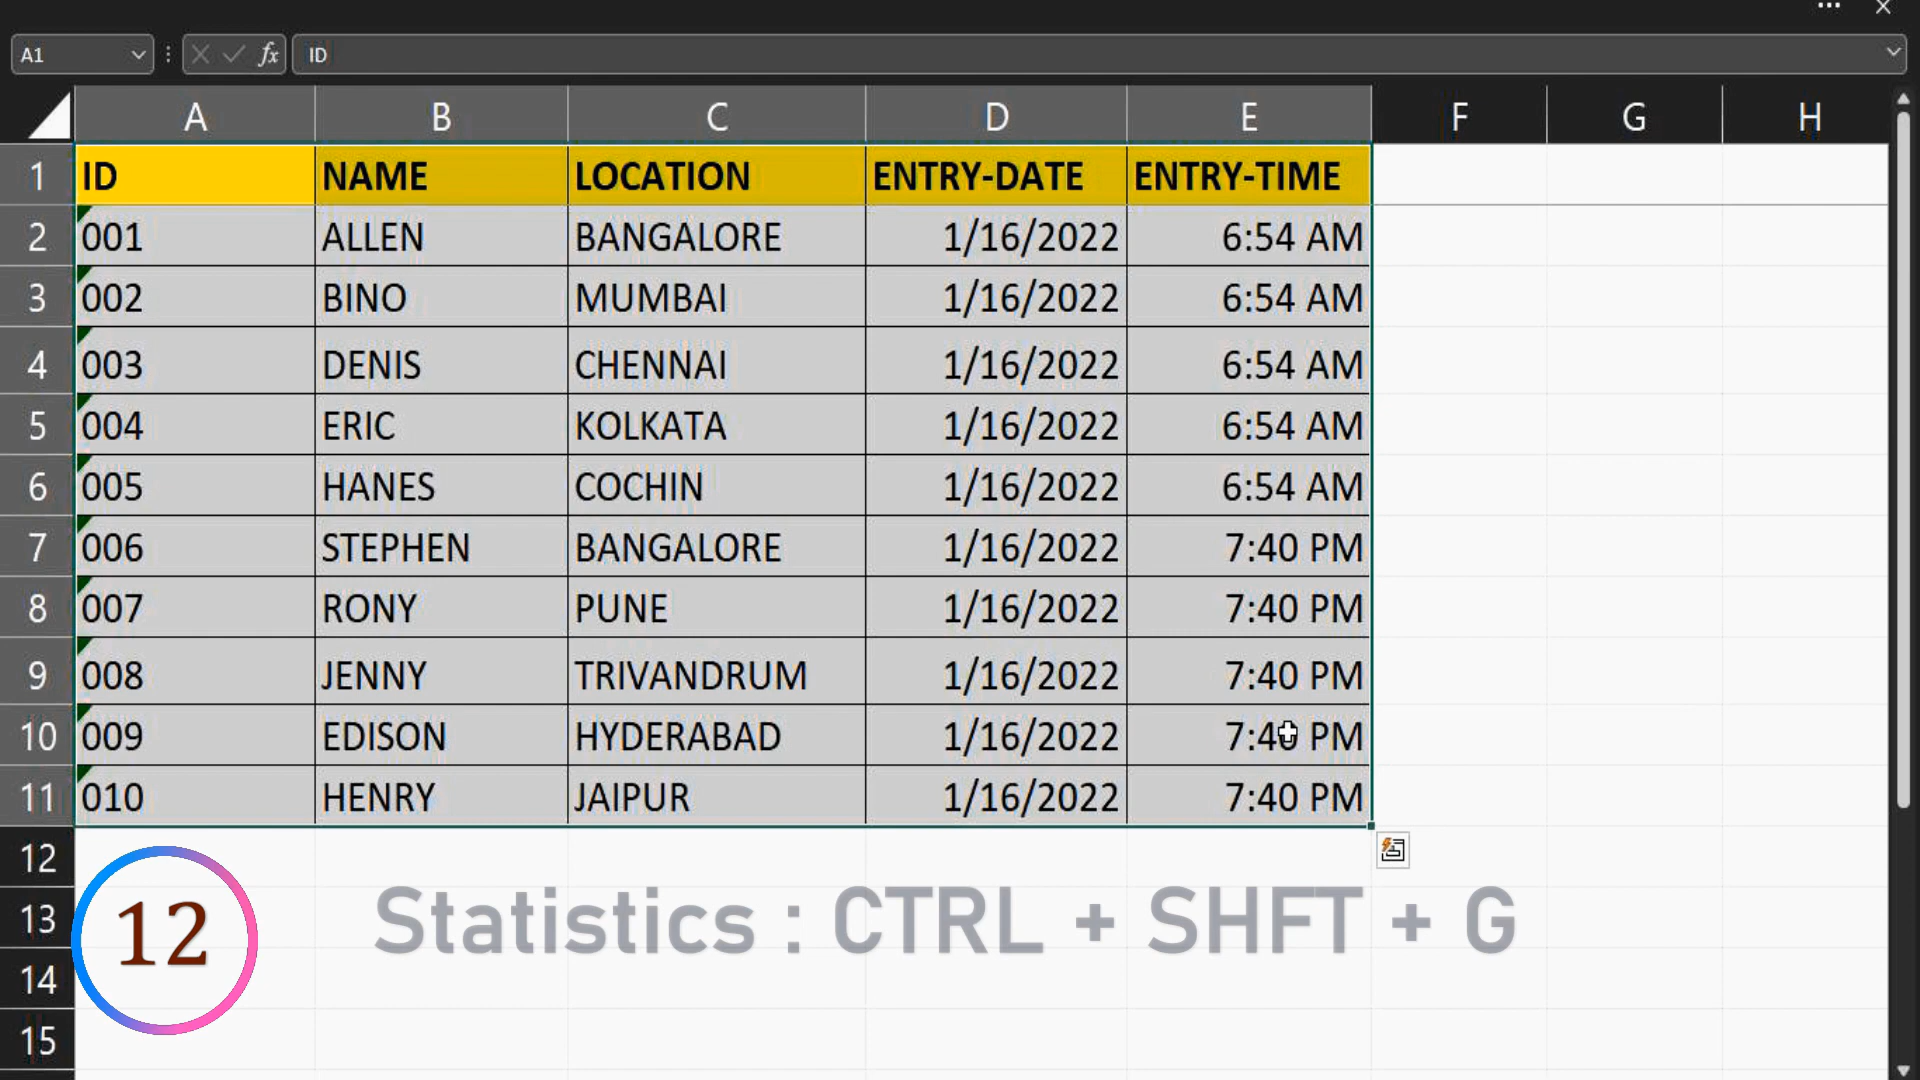 A1 fx ID
A B C D E F G H
1 ID NAME LOCATION ENTRY-DATE ENTRY-TIME
2 001 ALLEN BANGALORE 1/16/2022 6:54 AM
3 002 BINO MUMBAI 1/16/2022 6:54 AM
4 003 DENIS CHENNAI 1/16/2022 6:54 AM
5 004 ERIC KOLKATA 1/16/2022 6:54 AM
6 005 HANES COCHIN 1/16/2022 6:54 AM
7 006 STEPHEN BANGALORE 1/16/2022 7:40 PM
8 007 RONY PUNE 1/16/2022 7:40 PM
9 008 JENNY TRIVANDRUM 1/16/2022 7:40 PM
10 009 EDISON HYDERABAD 1/16/2022 7:40 PM
11 010 HENRY JAIPUR 1/16/2022 7:40 PM
12
13 12 Statistics : CTRL + SHFT + G
14
15